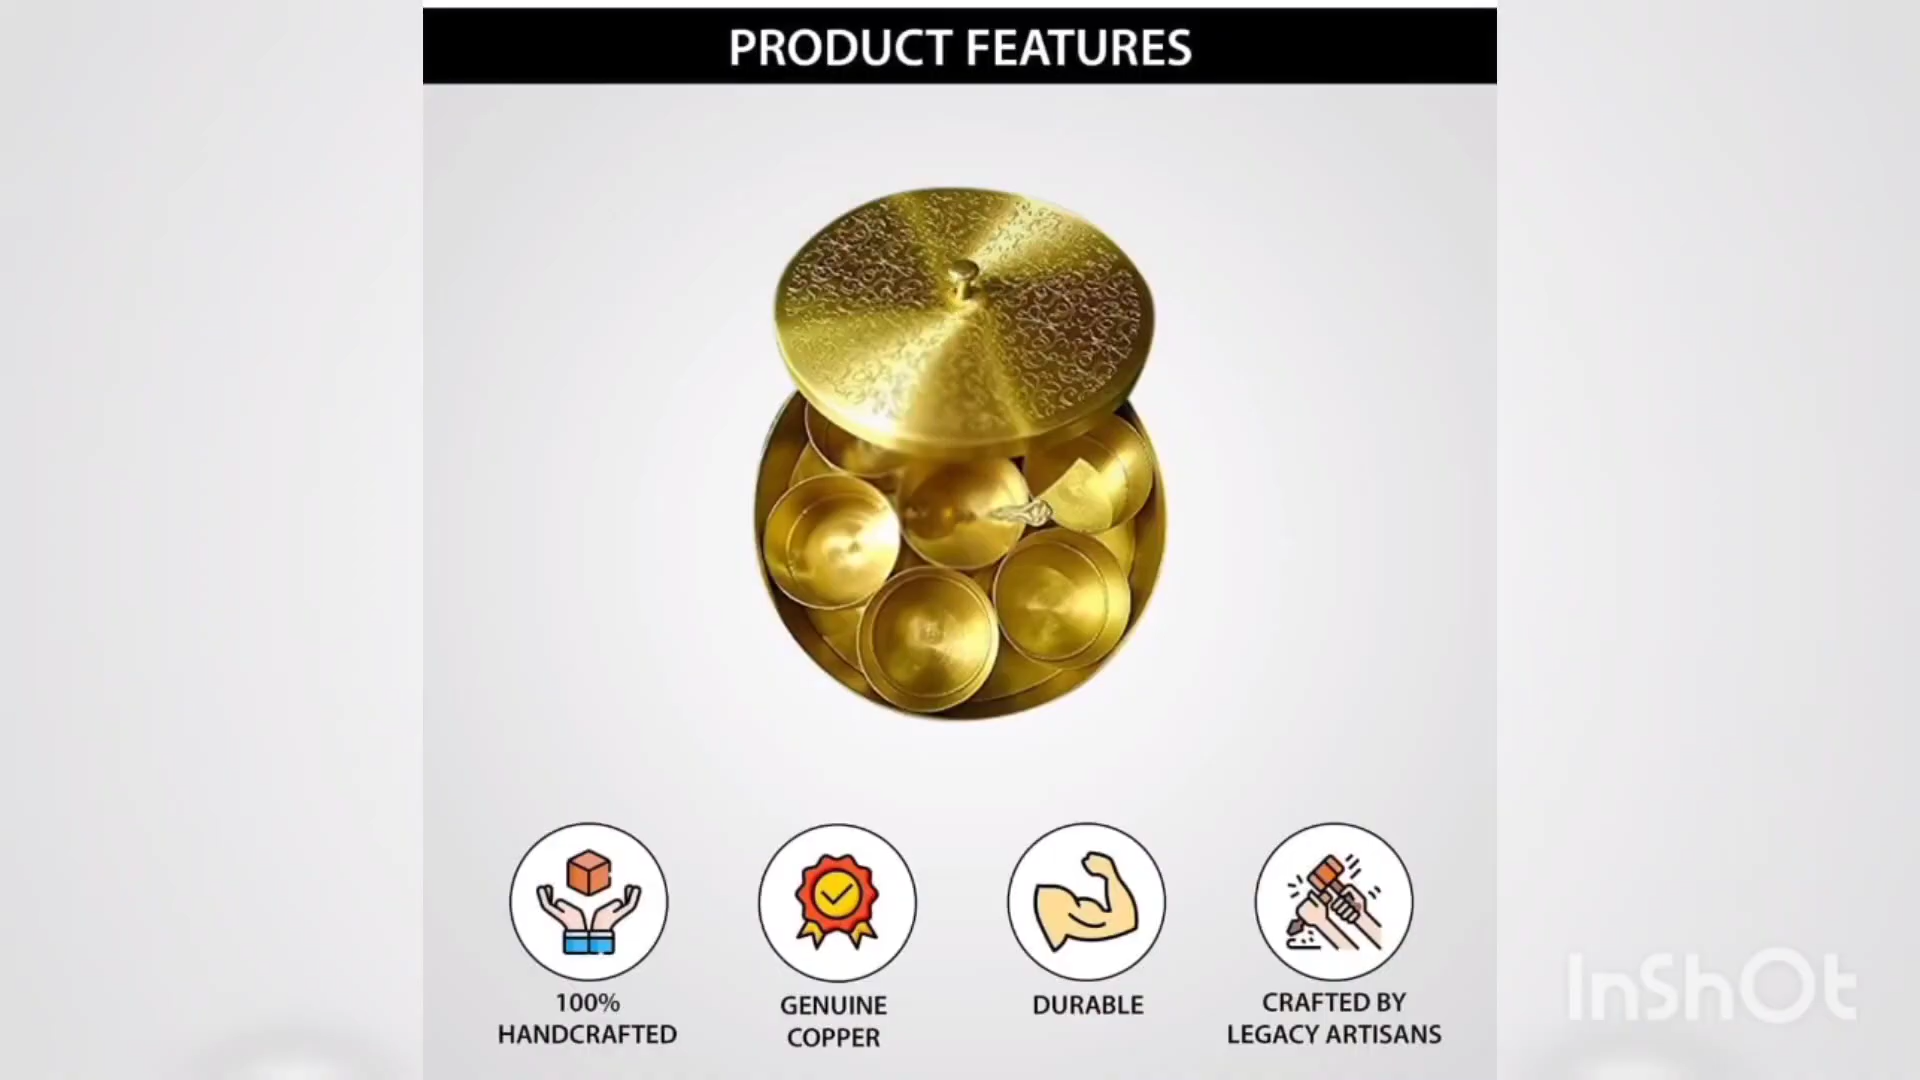 PRODUCT FEATURES
100%
HANDCRAFTED
GENUINE
COPPER
DURABLE
CRAFTED BY
LEGACY ARTISANS
InShOt